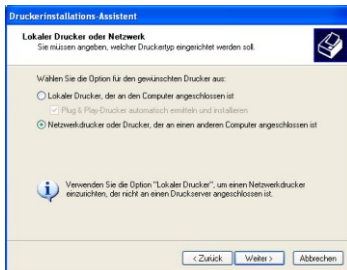 Druckerinstallations-Assistent
Lokaler Drucker oder Netzwerk
Sie müssen angeben, welcher Druckertyp eingerichtet werden soll.
Wählen Sie die Option für den gewünschten Drucker aus:
Lokaler Drucker, der an den Computer angeschlossen ist
Plug & Play-Drucker automatisch ermitteln und installieren
Netzwerkdrucker oder Drucker, der an einen anderen Computer angeschlossen ist
Verwenden Sie die Option "Lokaler Drucker", um einen Netzwerkdrucker
einzurichten, der nicht an einen Druckserver angeschlossen ist.
< Zurück
Weiter >
Abbrechen